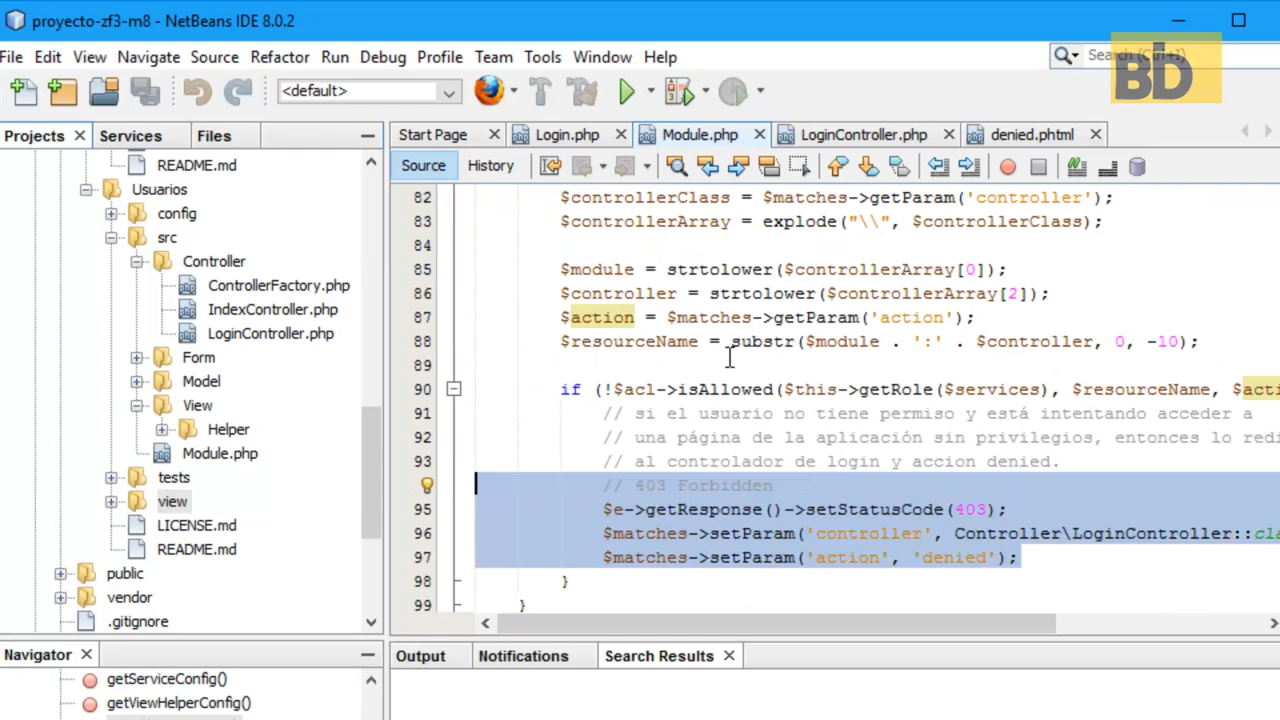 proyecto-zf3-m8 - NetBeans IDE 8.0.2
File Edit View Navigate Source Refactor Run Debug Profile Team Tools Window Help
Search (Ctrl+I)
BD
<default>
Projects Services Files
Start Page Login.php Module.php LoginController.php denied.phtml
Source History
README.md
Usuarios
config
src
Controller
ControllerFactory.php
IndexController.php
LoginController.php
Form
Model
View
Helper
Module.php
tests
view
LICENSE.md
README.md
public
vendor
.gitignore
82 $controllerClass = $matches->getParam('controller');
83 $controllerArray = explode("\\", $controllerClass);
84
85 $module = strtolower($controllerArray[0]);
86 $controller = strtolower($controllerArray[2]);
87 $action = $matches->getParam('action');
88 $resourceName = substr($module . ':' . $controller, 0, -10);
89
90 if (!$acl->isAllowed($this->getRole($services), $resourceName, $acti
91 // si el usuario no tiene permiso y está intentando acceder a
92 // una página de la aplicación sin privilegios, entonces lo redi
93 // al controlador de login y accion denied.
// 403 Forbidden
95 $e->getResponse()->setStatusCode(403);
96 $matches->setParam('controller', Controller\LoginController::cla
97 $matches->setParam('action', 'denied');
98 }
99 }
Navigator
getServiceConfig()
getViewHelperConfig()
Output Notifications Search Results